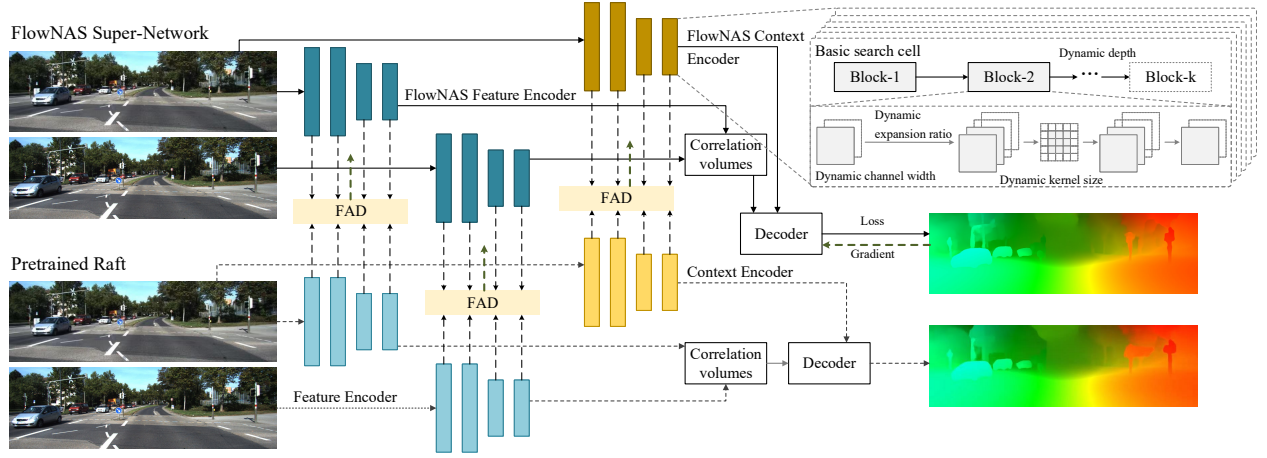 FlowNAS Super-Network
FlowNAS Context
Encoder
Basic search cell
Dynamic depth
Block-1
Block-2
Block-k
FlowNAS Feature Encoder
Dynamic
expansion ratio
Correlation
volumes
Dynamic channel width
Dynamic kernel size
FAD
FAD
Decoder
Loss
Gradient
Pretrained Raft
Context Encoder
FAD
Correlation
volumes
Decoder
Feature Encoder